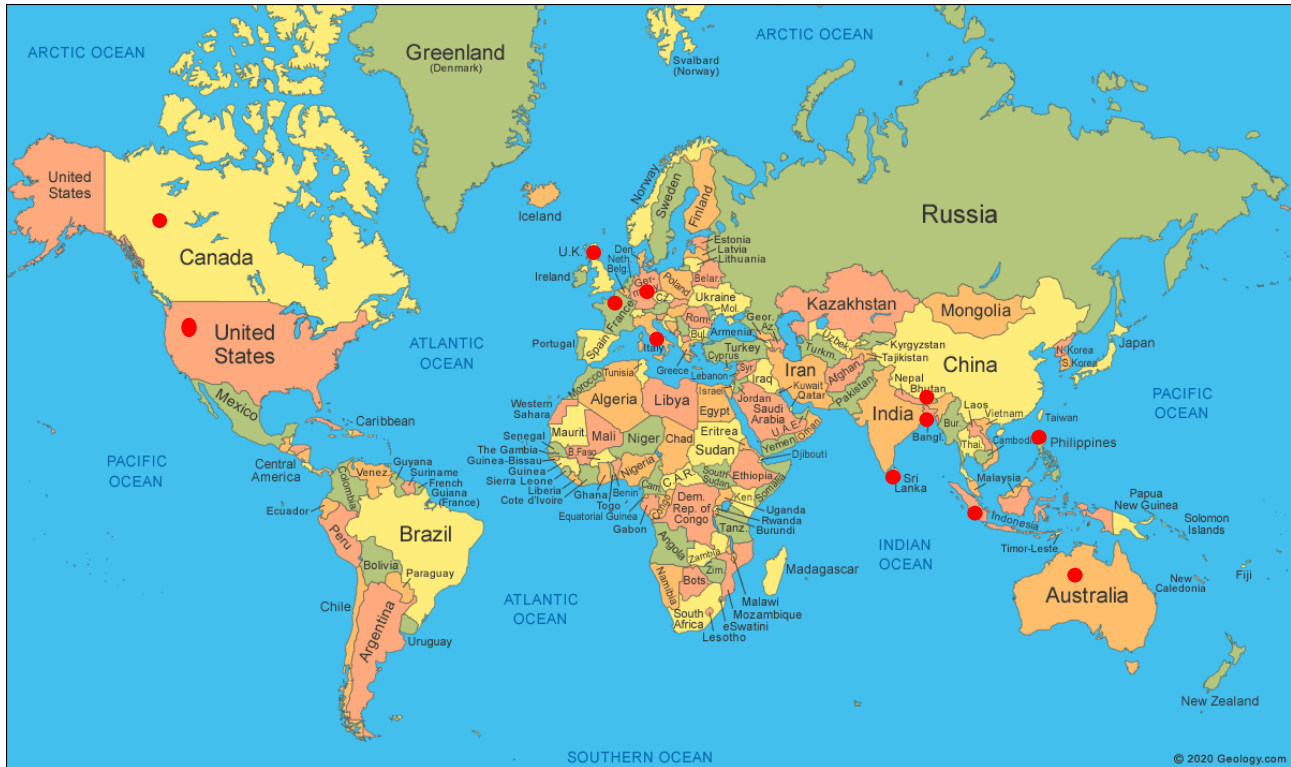 ARCTIC OCEAN
Greenland
(Denmark)
Svalbard
(Norway)
ARCTIC OCEAN
United
States
Canada
Iceland
Norway
Sweden
Finland
Russia
Estonia
Latvia
Lithuania
U.K.
Ireland
Den.
Neth
Belg.
Ger-
many
Poland
Belar.
Cz.
Ukraine
Mol.
Rom.
Bul.
France
Spain
Portugal
Italy
Greece
Turkey
Cyprus
Lebanon
Syr.
Geor.
Az.
Armenia
Kazakhstan
Mongolia
Uzbek.
Turkm.
Kyrgyzstan
Tajikistan
Afghan.
Pakistan
Iran
Iraq
Kuwait
Qatar
Israel
Jordan
Saudi
Arabia
U.A.E.
Oman
Yemen
China
N. Korea
S. Korea
Japan
Nepal
Bhutan
India
Bangl.
Bur.
Laos
Vietnam
Thai.
Cambodia
Taiwan
Philippines
Sri
Lanka
Malaysia
Indonesia
Papua
New Guinea
Solomon
Islands
Timor-Leste
United
States
ATLANTIC
OCEAN
PACIFIC
OCEAN
Mexico
Caribbean
Central
America
PACIFIC
OCEAN
Venez.
Guyana
Suriname
French
Guiana
(France)
Colombia
Ecuador
Peru
Brazil
Bolivia
Paraguay
Chile
Argentina
Uruguay
Morocco
Tunisia
Algeria
Libya
Egypt
Western
Sahara
Maurit.
Mali
Niger
Chad
Sudan
Eritrea
Djibouti
Senegal
The Gambia
Guinea-Bissau
Guinea
Sierra Leone
Liberia
Cote d'Ivoire
B.Faso
Ghana
Togo
Benin
Nigeria
Cam.
Equatorial Guinea
Gabon
Congo
C.A.R.
South
Sudan
Ethiopia
Somalia
Dem.
Rep. of
Congo
Ken.
Uganda
Rwanda
Burundi
Tanz.
Angola
Zambia
Zim.
Namibia
Bots.
South
Africa
Malawi
Mozambique
eSwatini
Lesotho
Madagascar
ATLANTIC
OCEAN
INDIAN
OCEAN
Australia
New
Caledonia
Fiji
New Zealand
SOUTHERN OCEAN
© 2020 Geology.com